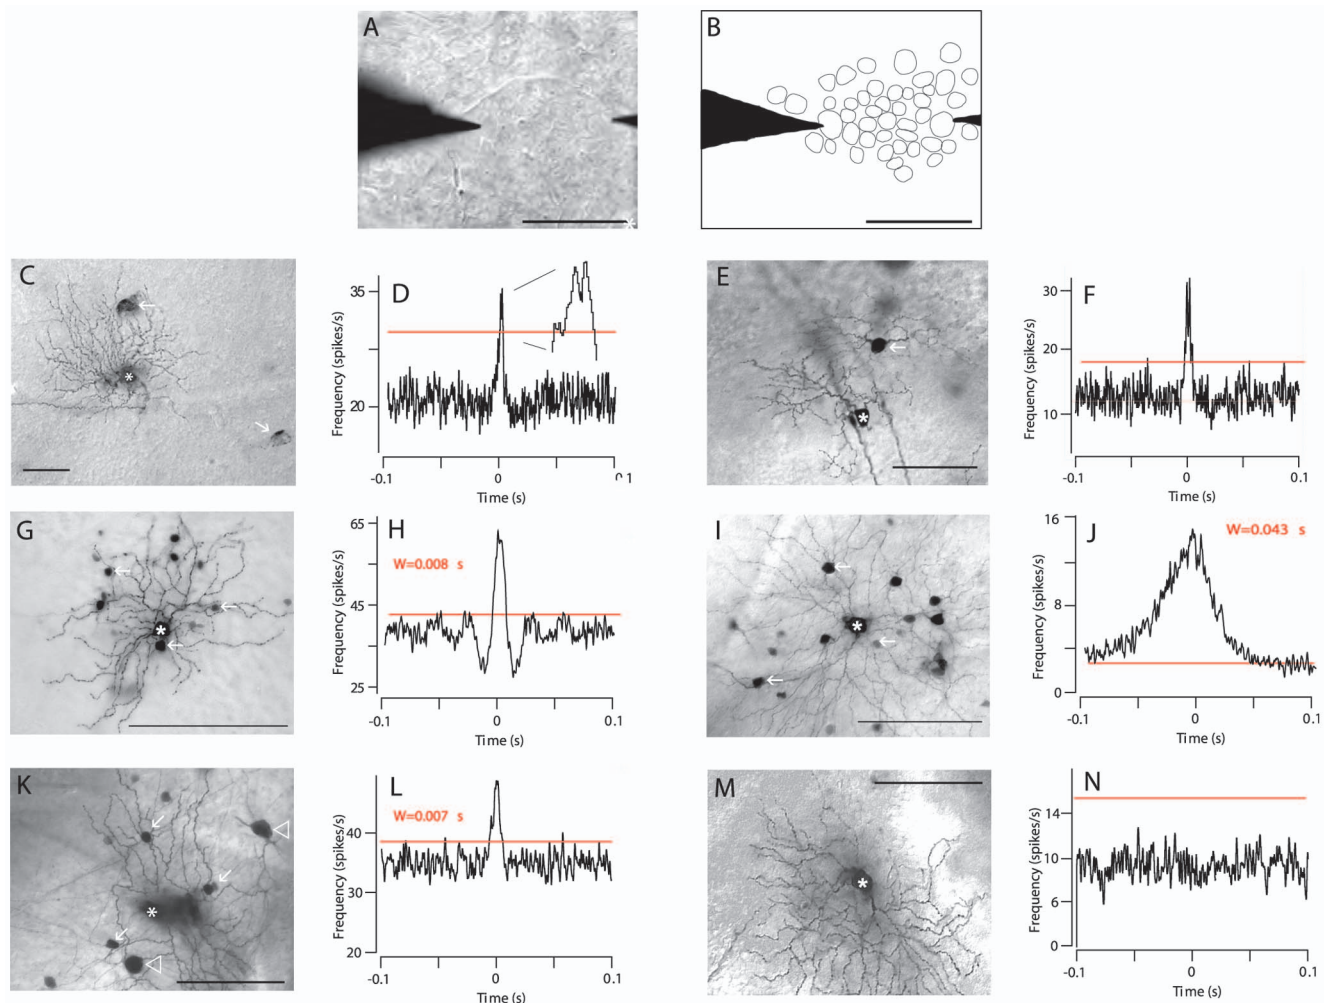 A
B
C
D
35
20
Frequency (spikes/s)
-0.1
0
0.1
Time (s)
E
F
30
20
10
Frequency (spikes/s)
-0.1
0
0.1
Time (s)
G
H
W=0.008 s
65
45
25
Frequency (spikes/s)
-0.1
0
0.1
Time (s)
I
J
W=0.043 s
16
8
0
Frequency (spikes/s)
-0.1
0
0.1
Time (s)
K
L
W=0.007 s
40
30
20
Frequency (spikes/s)
-0.1
0
0.1
Time (s)
M
N
14
10
6
0
Frequency (spikes/s)
-0.1
0
0.1
Time (s)